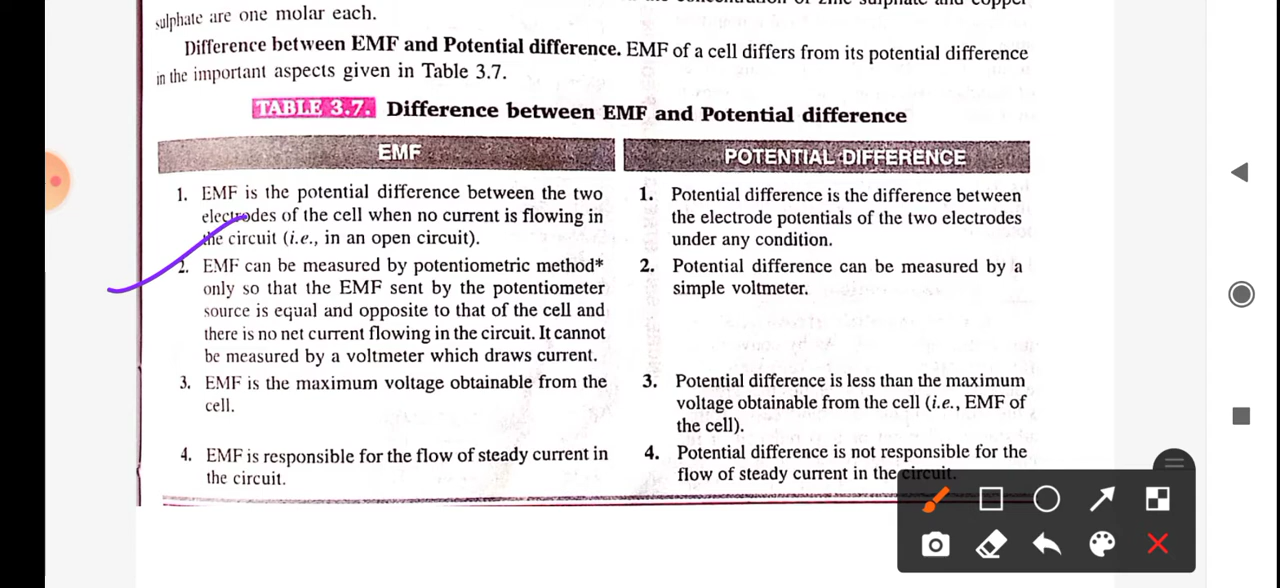 sulphate are one molar each.
Difference between EMF and Potential difference. EMF of a cell differs from its potential difference
in the important aspects given in Table 3.7.
TABLE 3.7. Difference between EMF and Potential difference
EMF
1. EMF is the potential difference between the two
electrodes of the cell when no current is flowing in
the circuit (i.e., in an open circuit).
2. EMF can be measured by potentiometric method*
only so that the EMF sent by the potentiometer
source is equal and opposite to that of the cell and
there is no net current flowing in the circuit. It cannot
be measured by a voltmeter which draws current.
3. EMF is the maximum voltage obtainable from the
cell.
4. EMF is responsible for the flow of steady current in
the circuit.
POTENTIAL DIFFERENCE
1. Potential difference is the difference between
the electrode potentials of the two electrodes
under any condition.
2. Potential difference can be measured by a
simple voltmeter.
3. Potential difference is less than the maximum
voltage obtainable from the cell (i.e., EMF of
the cell).
4. Potential difference is not responsible for the
flow of steady current in the circuit.